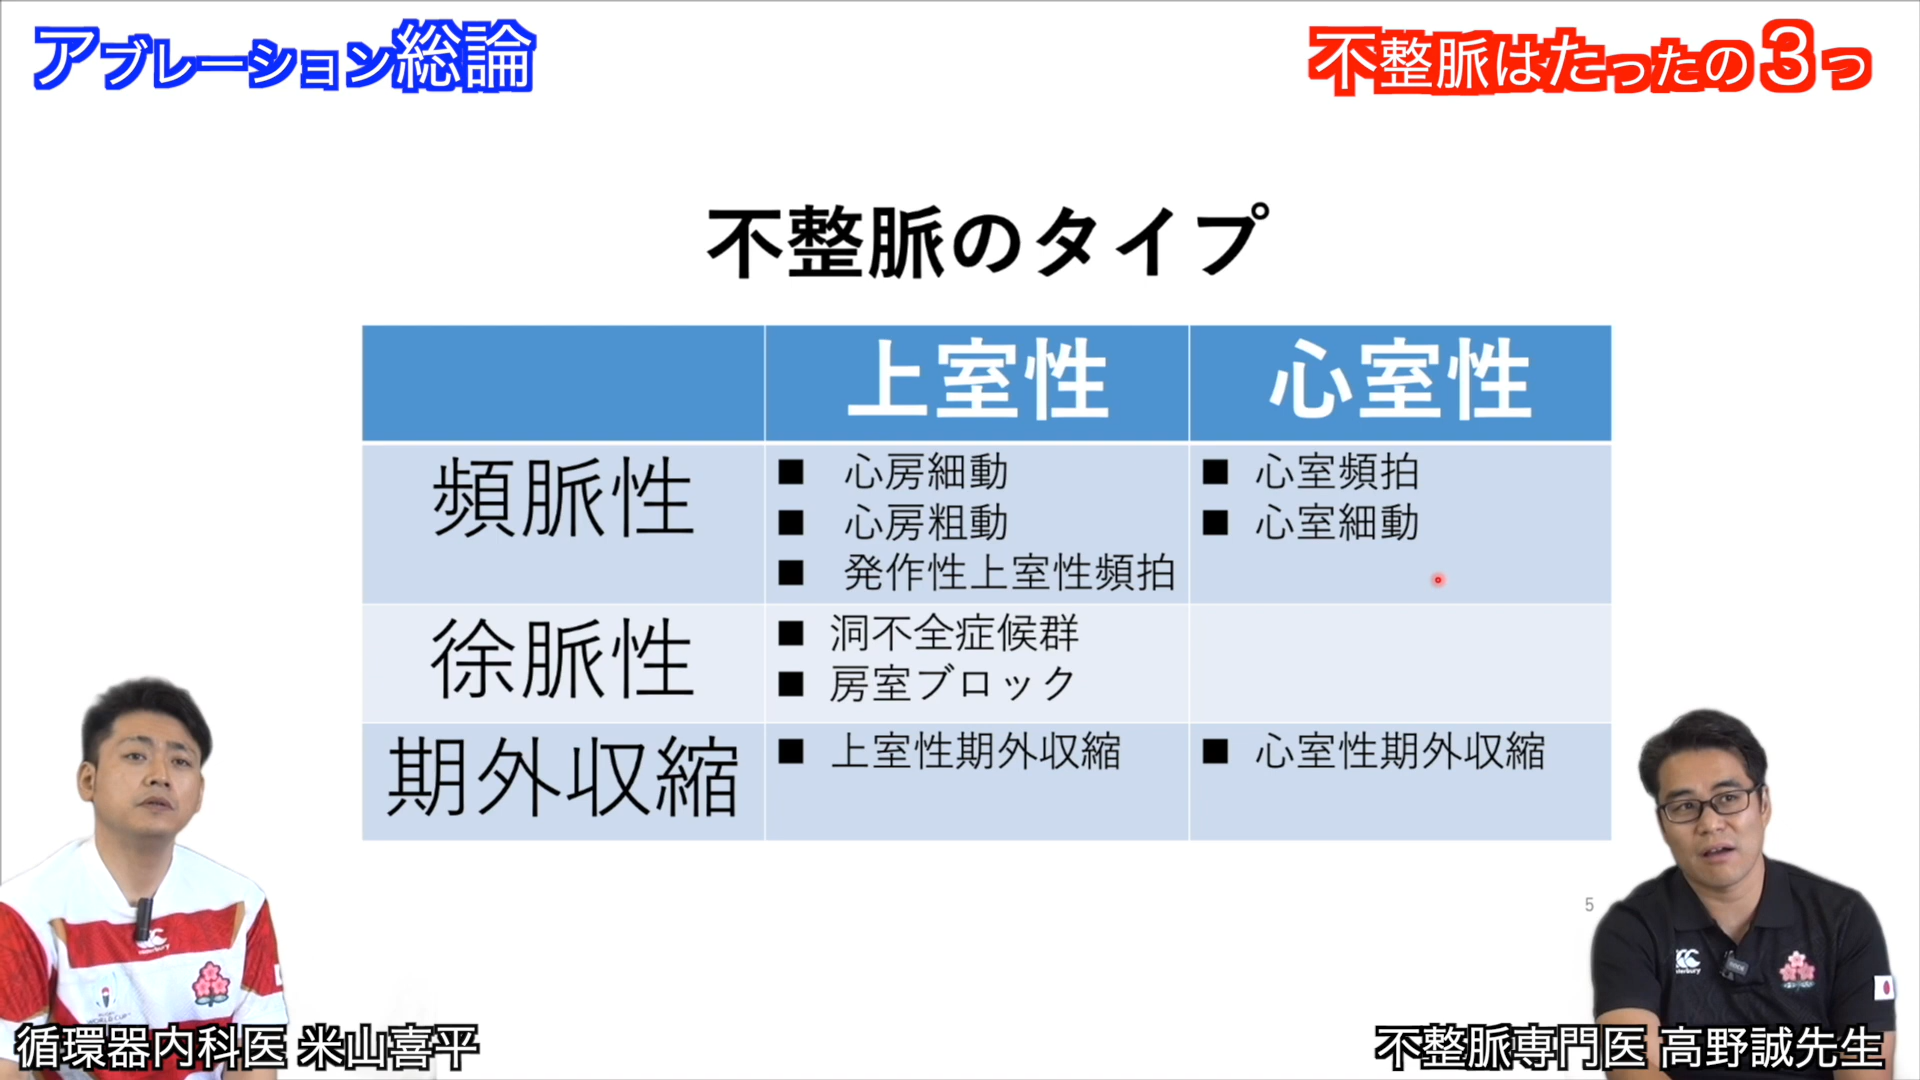 アブレーション総論
不整脈はたったの3つ
不整脈のタイプ
上室性
心室性
頻脈性
■ 心房細動
■ 心房粗動
■ 発作性上室性頻拍
■ 心室頻拍
■ 心室細動
徐脈性
■ 洞不全症候群
■ 房室ブロック
期外収縮
■ 上室性期外収縮
■ 心室性期外収縮
5
循環器内科医 米山喜平
不整脈専門医 高野誠先生